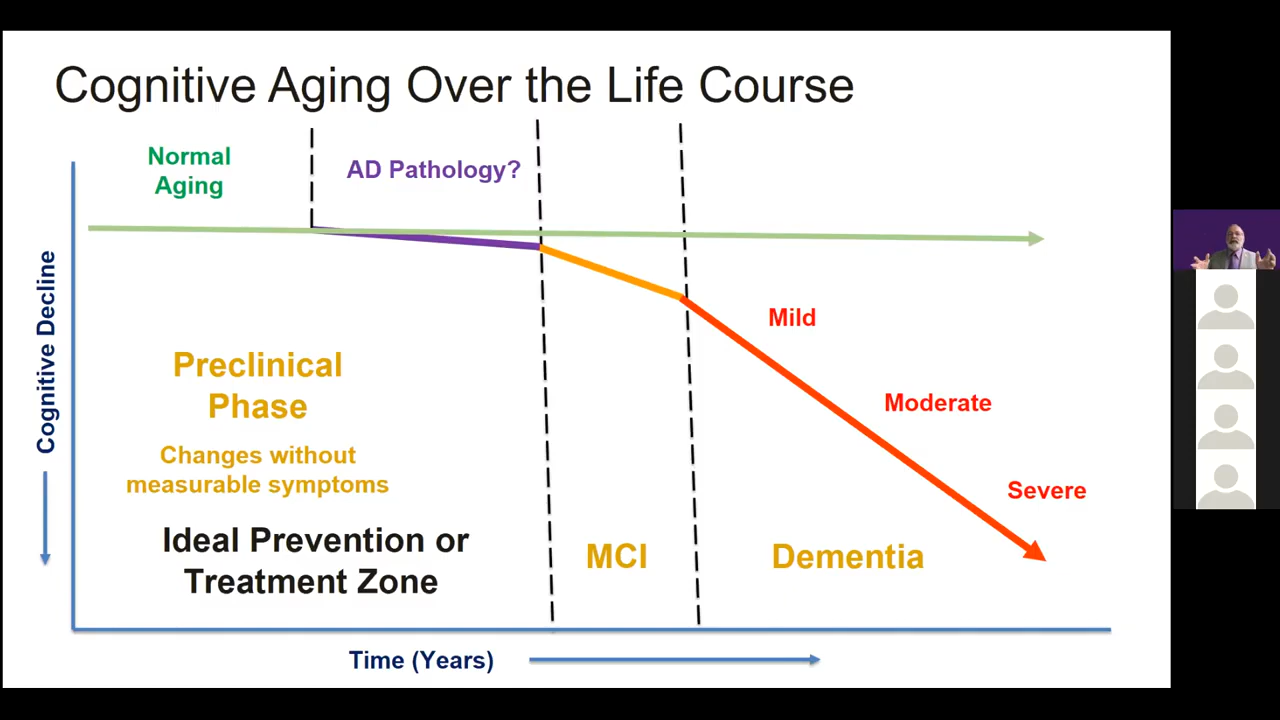 Cognitive Aging Over the Life Course
Normal
Aging
AD Pathology?
Cognitive Decline
Mild
Preclinical
Phase
Moderate
Changes without
measurable symptoms
Severe
Ideal Prevention or
Treatment Zone
MCI
Dementia
Time (Years)